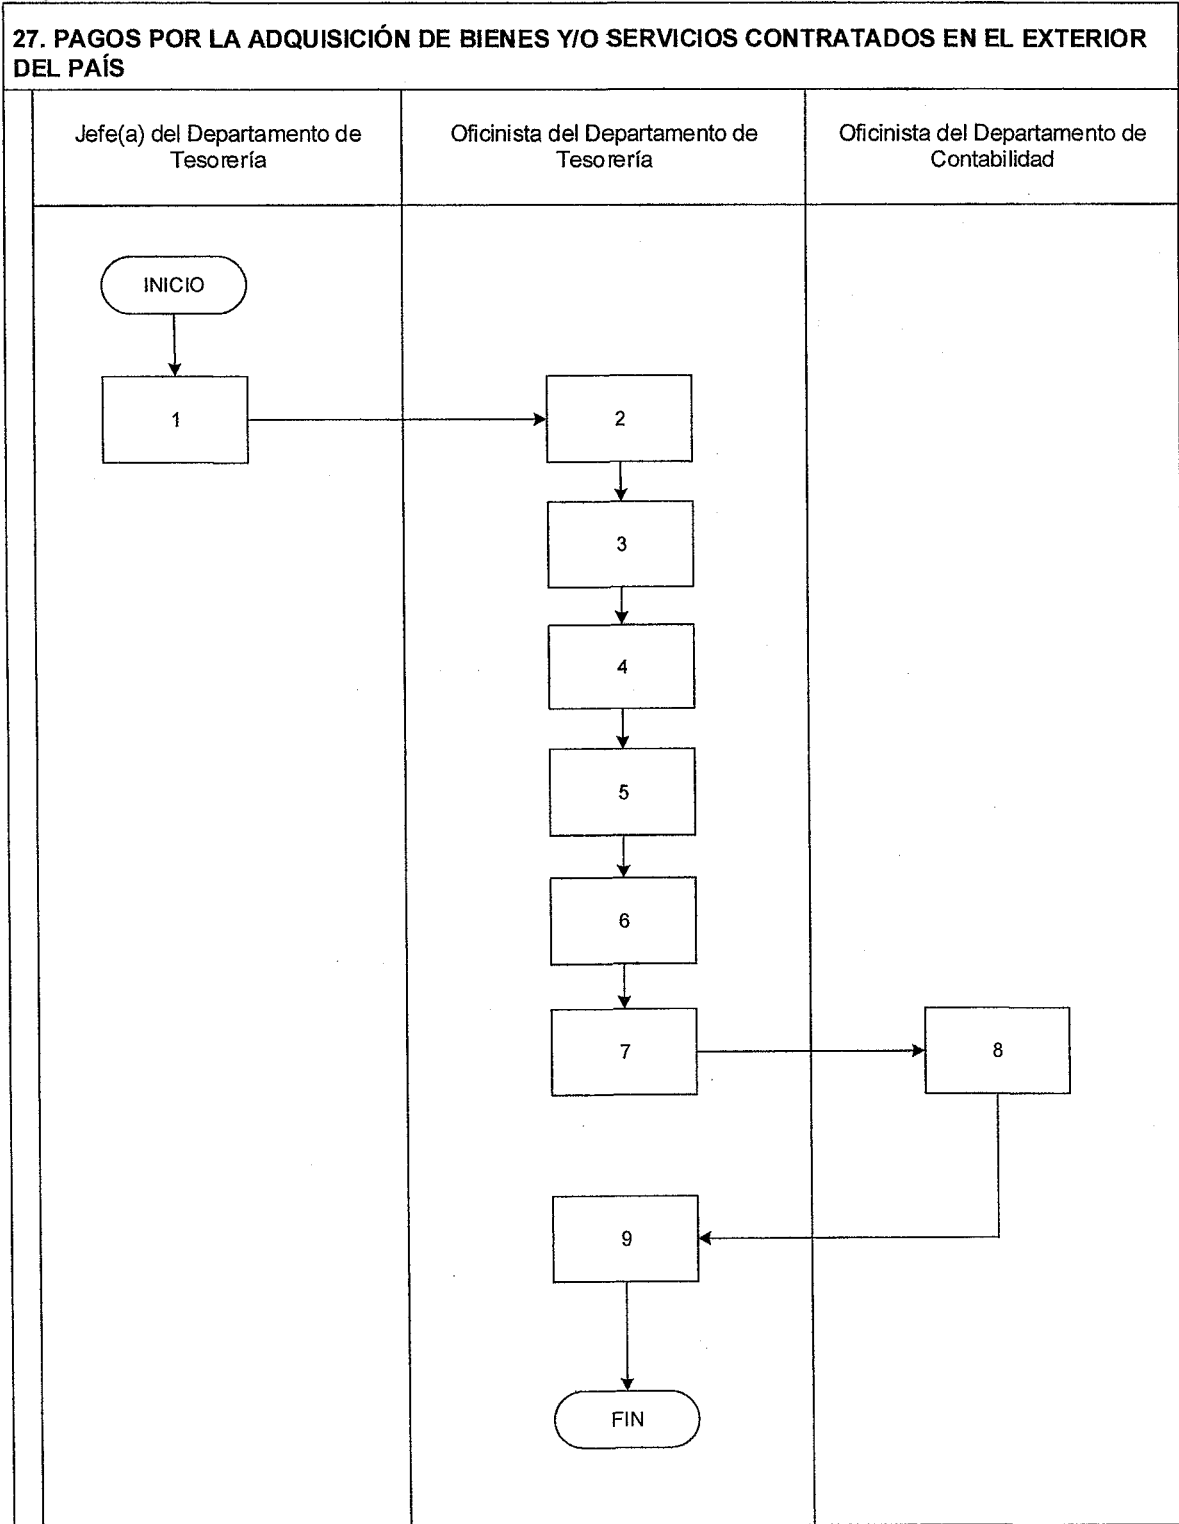 27. PAGOS POR LA ADQUISICIÓN DE BIENES Y/O SERVICIOS CONTRATADOS EN EL EXTERIOR
DEL PAÍS
Jefe(a) del Departamento de
Tesorería
Oficinista del Departamento de
Tesorería
Oficinista del Departamento de
Contabilidad
INICIO
1
2
3
4
5
6
7
8
9
FIN